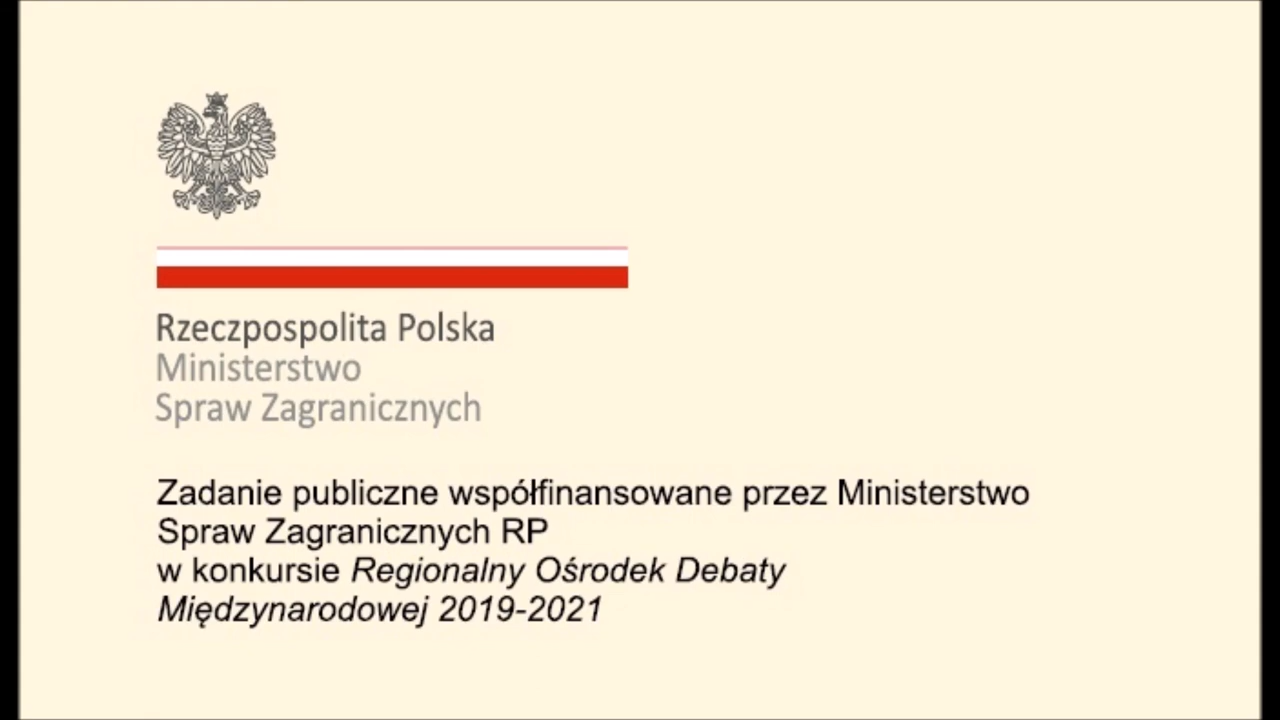 Rzeczpospolita Polska
Ministerstwo
Spraw Zagranicznych
Zadanie publiczne współfinansowane przez Ministerstwo
Spraw Zagranicznych RP
w konkursie Regionalny Ośrodek Debaty
Międzynarodowej 2019-2021